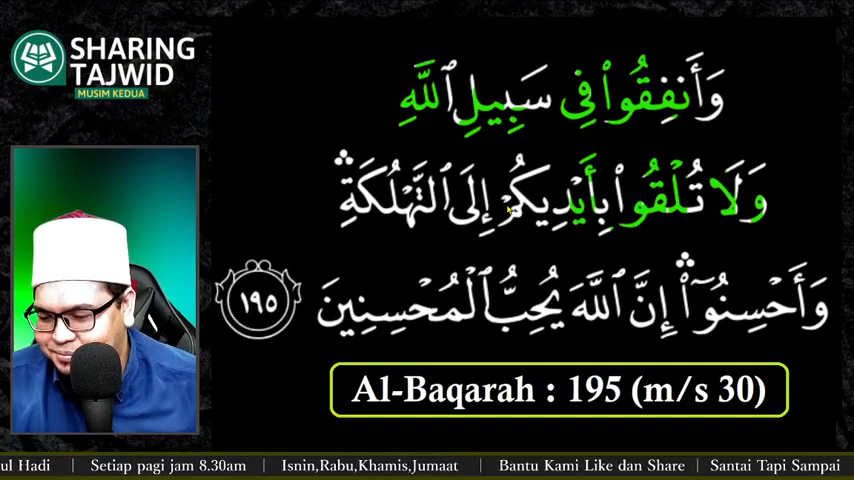 SHARING
TAJWID
MUSIM KEDUA
وَأَنفِقُوا۟ فِى سَبِيلِ ٱللَّهِ
وَلَا تُلْقُوا۟ بِأَيْدِيكُمْ إِلَى ٱلتَّهْلُكَةِ ۛ
وَأَحْسِنُوٓا۟ ۛ إِنَّ ٱللَّهَ يُحِبُّ ٱلْمُحْسِنِينَ ١٩٥
Al-Baqarah : 195 (m/s 30)
ul Hadi | Setiap pagi jam 8.30am | Isnin,Rabu,Khamis,Jumaat | Bantu Kami Like dan Share | Santai Tapi Sampai